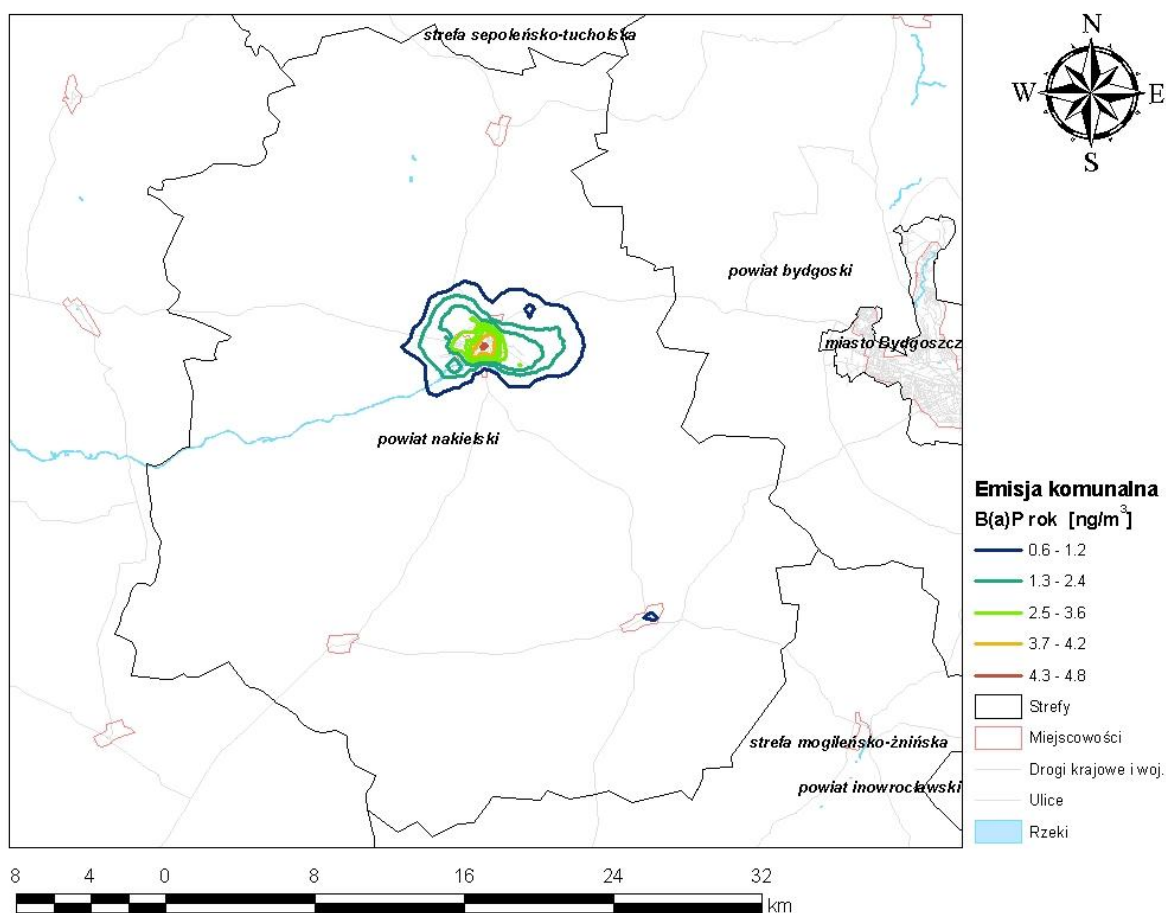 strefa sępoleńsko-tucholska
N
W
E
S
powiat bydgoski
miasto Bydgoszcz
powiat nakielski
Emisja komunalna
B(a)P rok [ng/m³]
0.6 - 1.2
1.3 - 2.4
2.5 - 3.6
3.7 - 4.2
4.3 - 4.8
Strefy
Miejscowości
Drogi krajowe i woj.
Ulice
Rzeki
strefa mogileńsko-żnińska
powiat inowrocławski
8 4 0 8 16 24 32
km